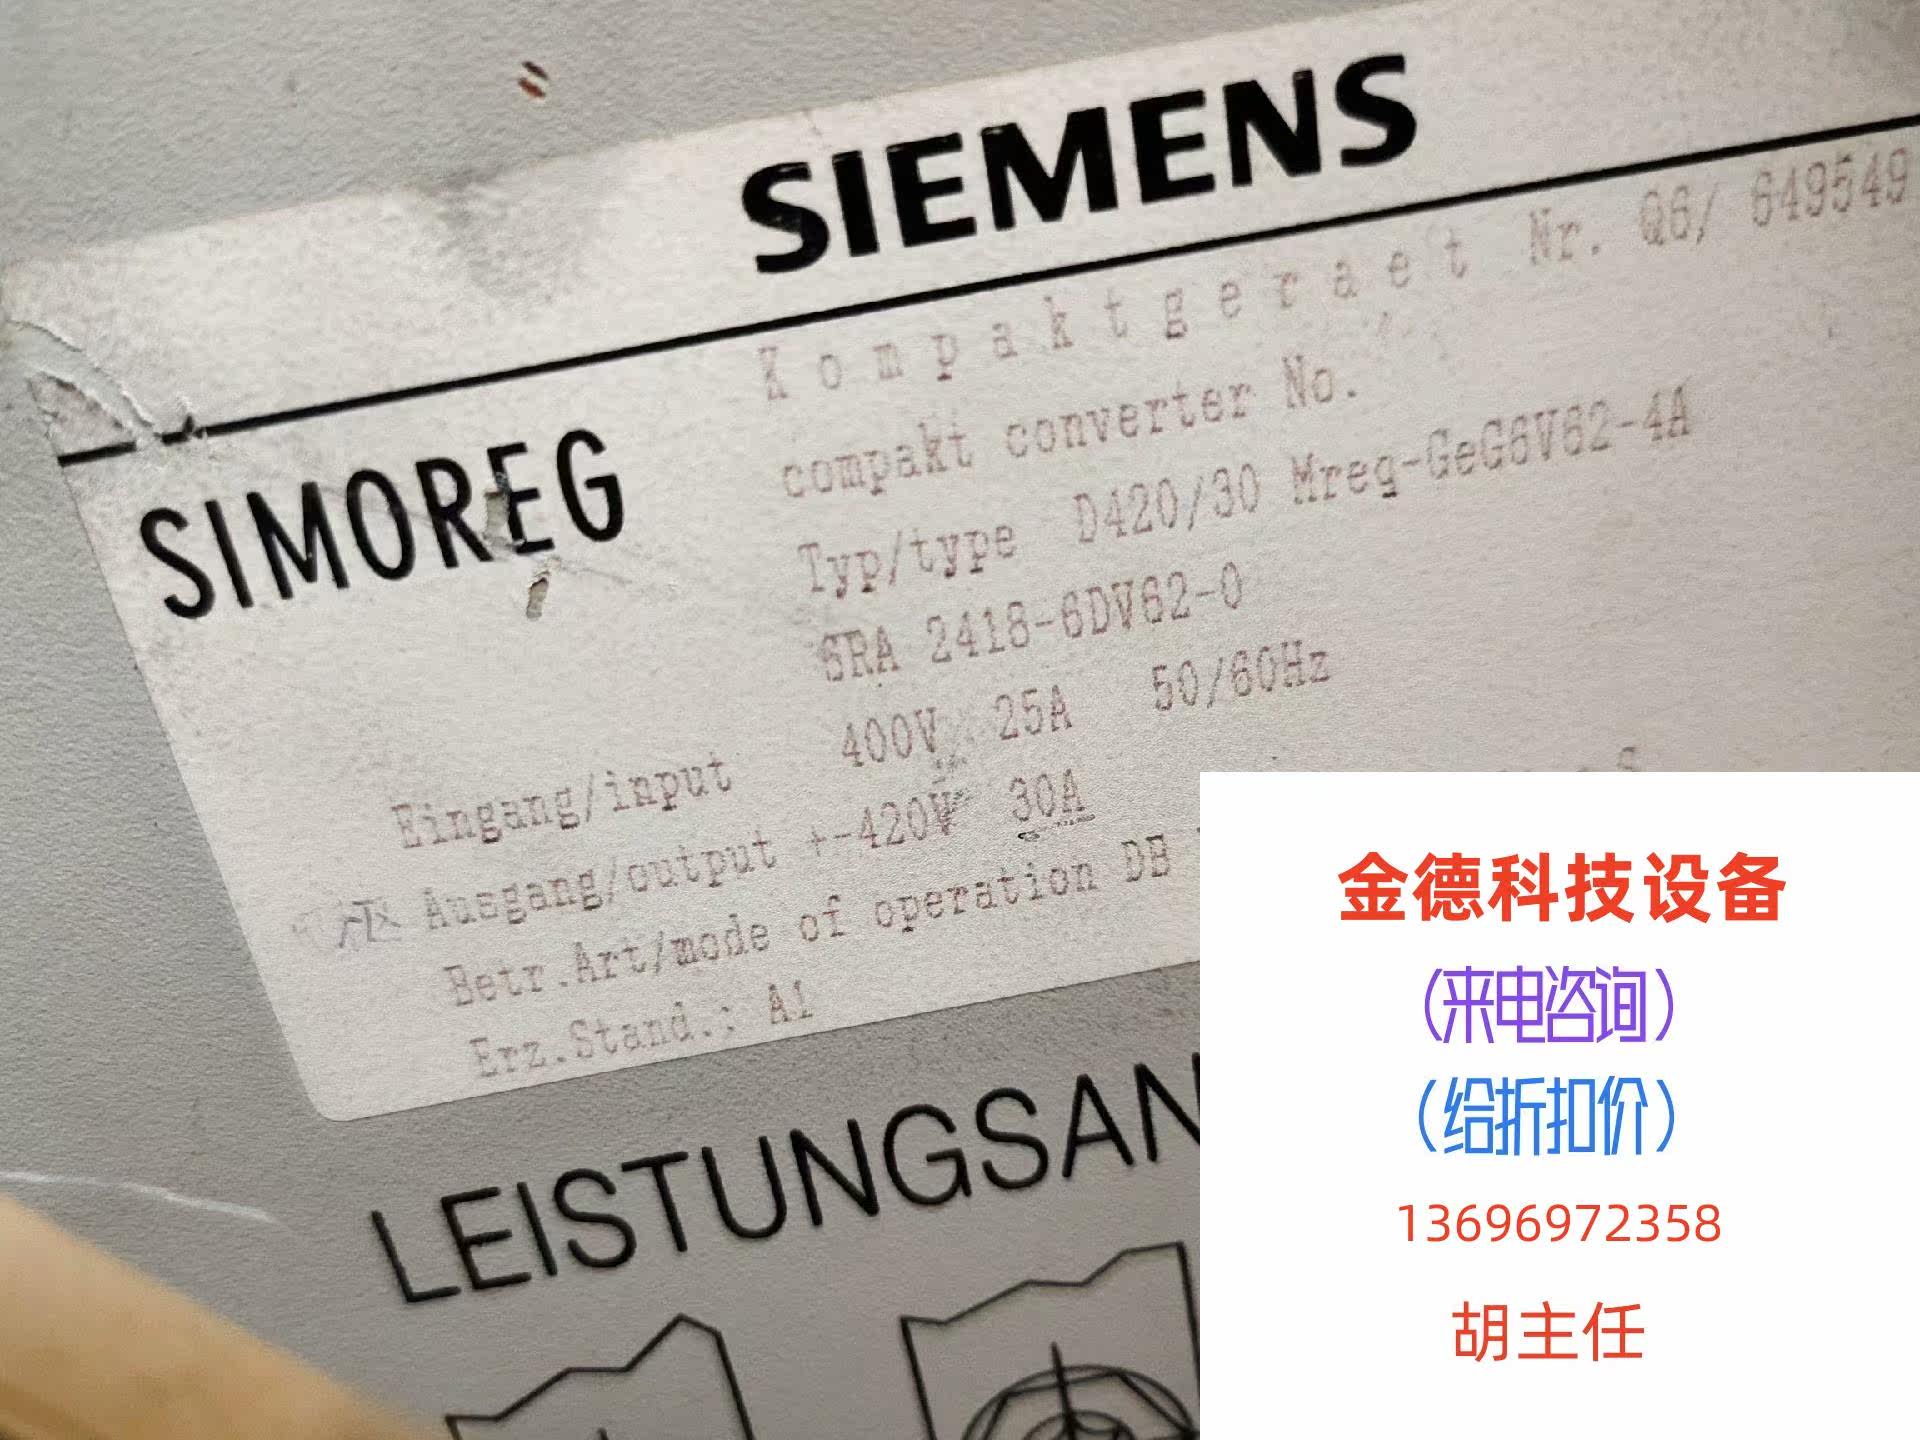 SIEMENS
Kompaktgeraet Nr. Q6/ 649549
compakt converter No.
SIMOREG
Typ/type D420/30 Mreq-GeG6V62-4A
SRA 2418-6DV62-0
Eingang/input 400V 25A 50/60Hz
Ausgang/output +-420V 30A
Betr.Art/mode of operation DB
Erz.Stand.: A1
LEISTUNGSAN
金德科技设备
(来电咨询)
(给折扣价)
13696972358
胡主任